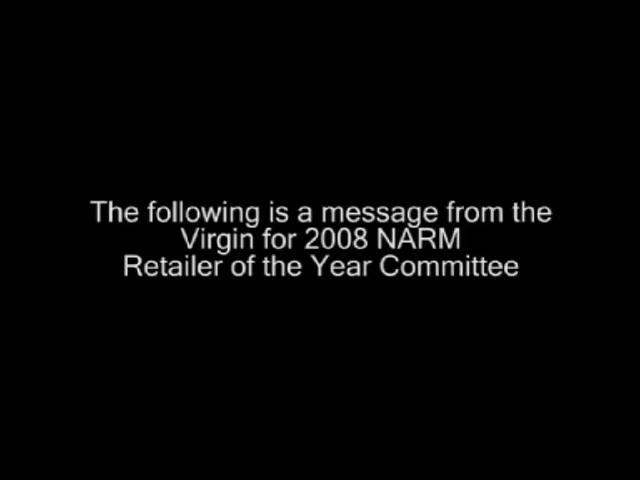 The following is a message from the
Virgin for 2008 NARM
Retailer of the Year Committee